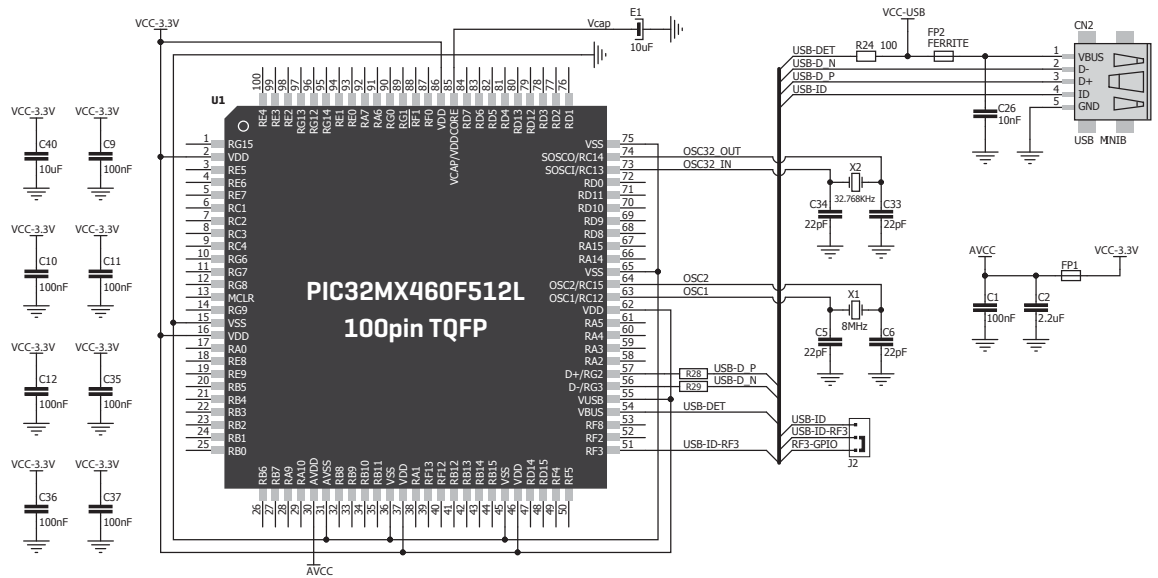 VCC-3.3V
Vcap
E1
10uF
VCC-USB
CN2
USB-DET
R24 100
FP2
FERRITE
1 VBUS
USB-D_N
2 D-
USB-D_P
3 D+
USB-ID
4 ID
5 GND
C26
10nF
USB MINIB
U1
100 99 98 97 96 95 94 93 92 91 90 89 88 87 86 85 84 83 82 81 80 79 78 77 76
RE4 RE3 RE2 RG13 RG12 RG14 RE1 RE0 RA7 RA6 RG0 RG1 RF1 RF0 VDD VCAP/VDDCORE RD7 RD6 RD5 RD4 RD13 RD12 RD3 RD2 RD1
1 RG15
2 VDD
3 RE5
4 RE6
5 RE7
6 RC1
7 RC2
8 RC3
9 RC4
10 RG6
11 RG7
12 RG8
13 MCLR
14 RG9
15 VSS
16 VDD
17 RA0
18 RE8
19 RE9
20 RB5
21 RB4
22 RB3
23 RB2
24 RB1
25 RB0
PIC32MX460F512L
100pin TQFP
VSS 75
SOSCO/RC14 74 OSC32_OUT
SOSCI/RC13 73 OSC32_IN
RD0 72
RD11 71
RD10 70
RD9 69
RD8 68
RA15 67
RA14 66
VSS 65
OSC2/RC15 64 OSC2
OSC1/RC12 63 OSC1
VDD 62
RA5 61
RA4 60
RA3 59
RA2 58
D+/RG2 57 R28 USB-D_P
D-/RG3 56 R29 USB-D_N
VUSB 55
VBUS 54 USB-DET
RF8 53
RF2 52
RF3 51 USB-ID-RF3
RB6 RB7 RA9 RA10 AVDD AVSS RB8 RB9 RB10 RB11 VSS VDD RA1 RF13 RF12 RB12 RB13 RB14 RB15 VSS VDD RD14 RD15 RF4 RF5
26 27 28 29 30 31 32 33 34 35 36 37 38 39 40 41 42 43 44 45 46 47 48 49 50
AVCC
VCC-3.3V
C40
10uF
VCC-3.3V
C9
100nF
VCC-3.3V
C10
100nF
VCC-3.3V
C11
100nF
VCC-3.3V
C12
100nF
VCC-3.3V
C35
100nF
VCC-3.3V
C36
100nF
VCC-3.3V
C37
100nF
X2
32.768KHz
C34
22pF
C33
22pF
X1
8MHz
C5
22pF
C6
22pF
AVCC
VCC-3.3V
FP1
C1
100nF
C2
2.2uF
USB-ID
USB-ID-RF3
RF3-GPIO
J2